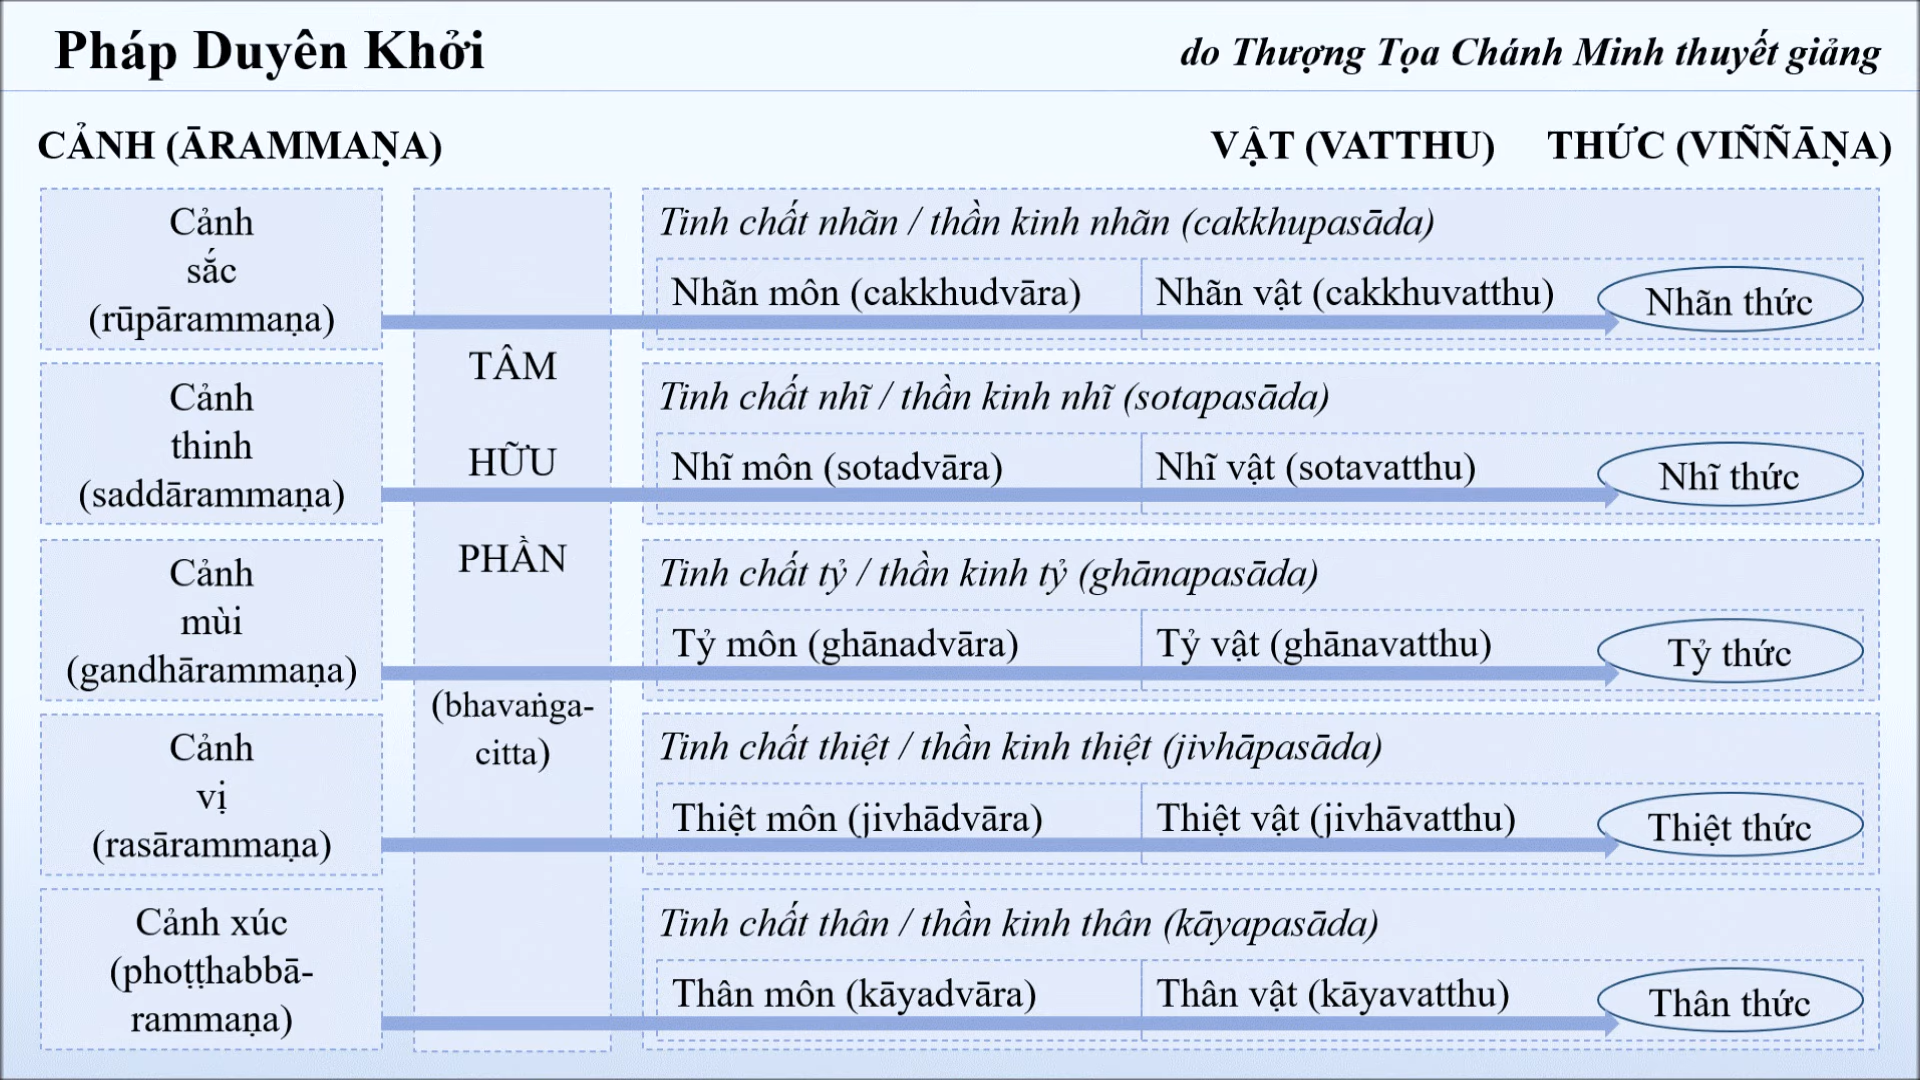 Pháp Duyên Khởi
do Thượng Tọa Chánh Minh thuyết giảng
CẢNH (ĀRAMMAṆA)
VẬT (VATTHU)
THỨC (VIÑÑĀṆA)
Cảnh
sắc
(rūpārammaṇa)
Tinh chất nhãn / thần kinh nhãn (cakkhupasāda)
Nhãn môn (cakkhudvāra)
Nhãn vật (cakkhuvatthu)
Nhãn thức
TÂM
HỮU
PHẦN
(bhavaṅga-
citta)
Cảnh
thinh
(saddārammaṇa)
Tinh chất nhĩ / thần kinh nhĩ (sotapasāda)
Nhĩ môn (sotadvāra)
Nhĩ vật (sotavatthu)
Nhĩ thức
Cảnh
mùi
(gandhārammaṇa)
Tinh chất tỷ / thần kinh tỷ (ghānapasāda)
Tỷ môn (ghānadvāra)
Tỷ vật (ghānavatthu)
Tỷ thức
Cảnh
vị
(rasārammaṇa)
Tinh chất thiệt / thần kinh thiệt (jivhāpasāda)
Thiệt môn (jivhādvāra)
Thiệt vật (jivhāvatthu)
Thiệt thức
Cảnh xúc
(phoṭṭhabbā-
rammaṇa)
Tinh chất thân / thần kinh thân (kāyapasāda)
Thân môn (kāyadvāra)
Thân vật (kāyavatthu)
Thân thức